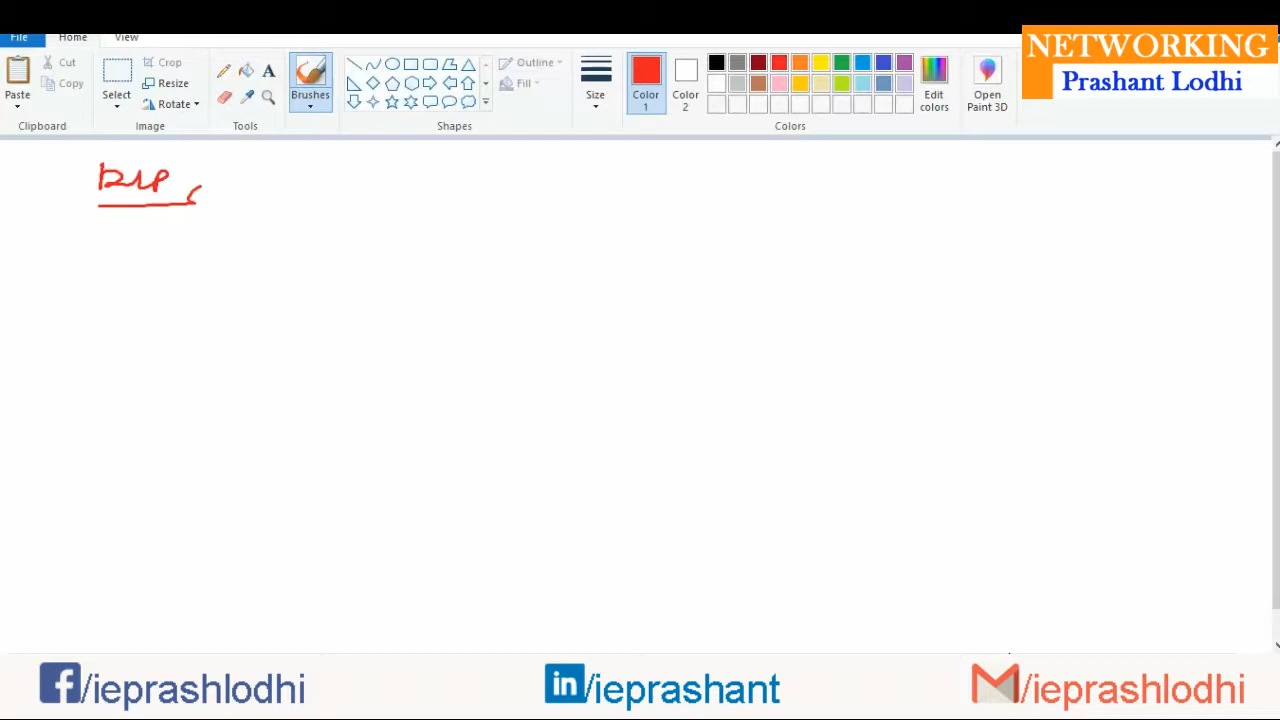 File Home View
NETWORKING
Prashant Lodhi
Paste
Cut
Copy
Clipboard
Select
Crop
Resize
Rotate
Image
A
Tools
Brushes
Shapes
Outline
Fill
Size
Color 1
Color 2
Colors
Edit colors
Open Paint 3D
f/ieprashlodhi
in/ieprashant
/ieprashlodhi